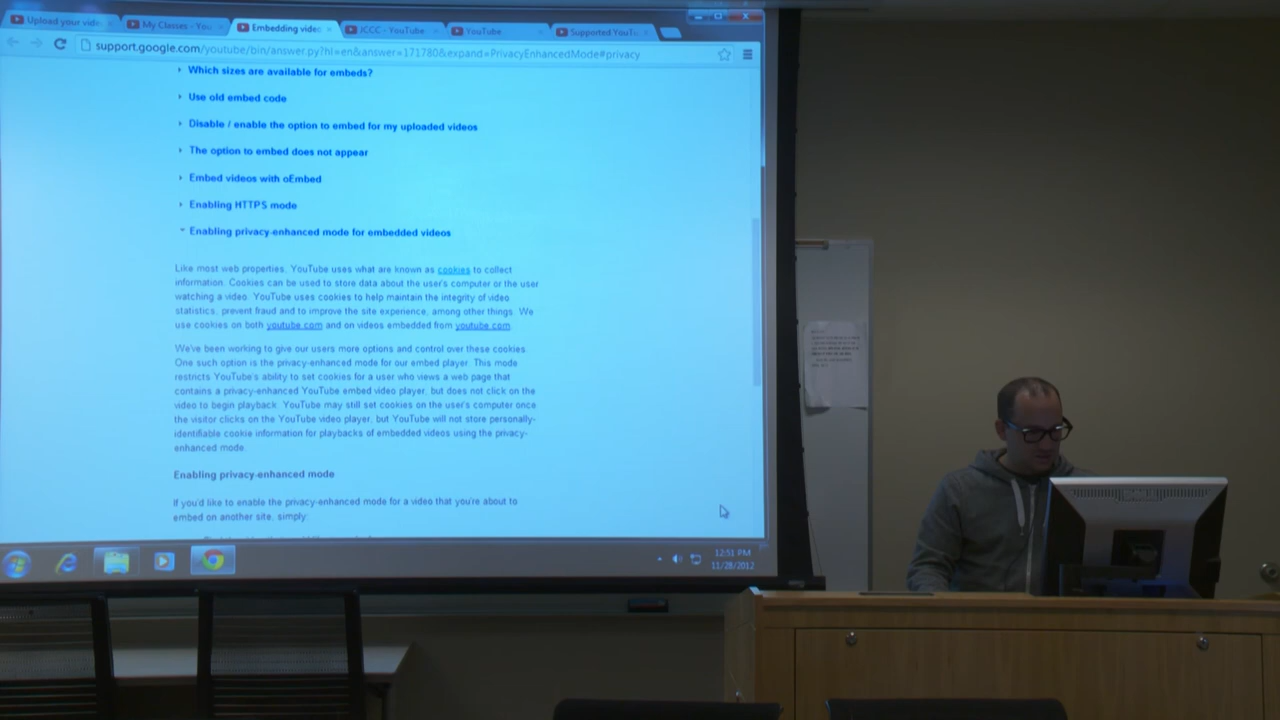 Upload your vide
My Classes - You
Embedding video
JCCC - YouTube
YouTube
Supported YouTu
support.google.com/youtube/bin/answer.py?hl=en&answer=171780&expand=PrivacyEnhancedMode#privacy
Which sizes are available for embeds?
Use old embed code
Disable / enable the option to embed for my uploaded videos
The option to embed does not appear
Embed videos with oEmbed
Enabling HTTPS mode
Enabling privacy-enhanced mode for embedded videos
Like most web properties, YouTube uses what are known as cookies to collect
information. Cookies can be used to store data about the user's computer or the user
watching a video. YouTube uses cookies to help maintain the integrity of video
statistics, prevent fraud and to improve the site experience, among other things. We
use cookies on both youtube.com and on videos embedded from youtube.com.
We've been working to give our users more options and control over these cookies.
One such option is the privacy-enhanced mode for our embed player. This mode
restricts YouTube's ability to set cookies for a user who views a web page that
contains a privacy-enhanced YouTube embed video player, but does not click on the
video to begin playback. YouTube may still set cookies on the user's computer once
the visitor clicks on the YouTube video player, but YouTube will not store personally-
identifiable cookie information for playbacks of embedded videos using the privacy-
enhanced mode.
Enabling privacy-enhanced mode
If you'd like to enable the privacy-enhanced mode for a video that you're about to
embed on another site, simply:
12:51 PM
11/28/2012